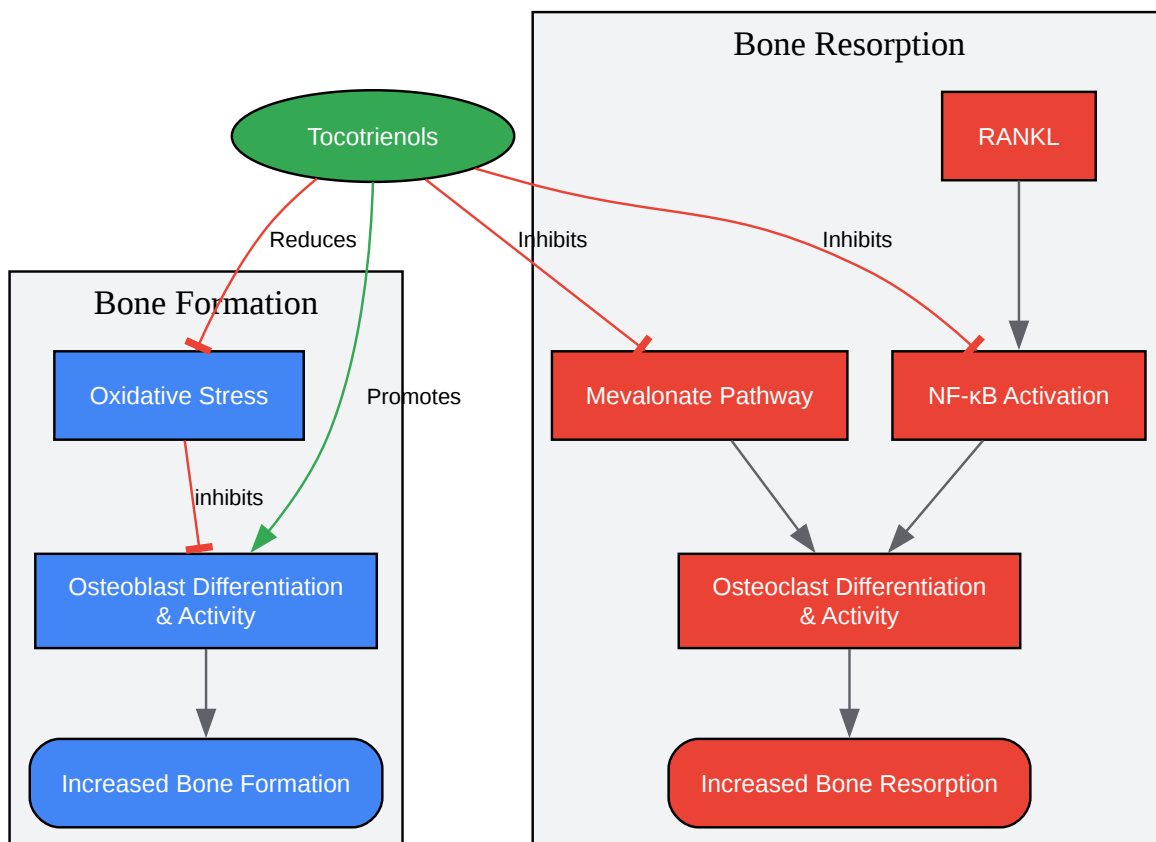 Bone Resorption
Tocotrienols
RANKL
Reduces
Inhibits
Inhibits
Bone Formation
Oxidative Stress
Promotes
Mevalonate Pathway
NF-κB Activation
inhibits
Osteoblast Differentiation
& Activity
Osteoclast Differentiation
& Activity
Increased Bone Formation
Increased Bone Resorption